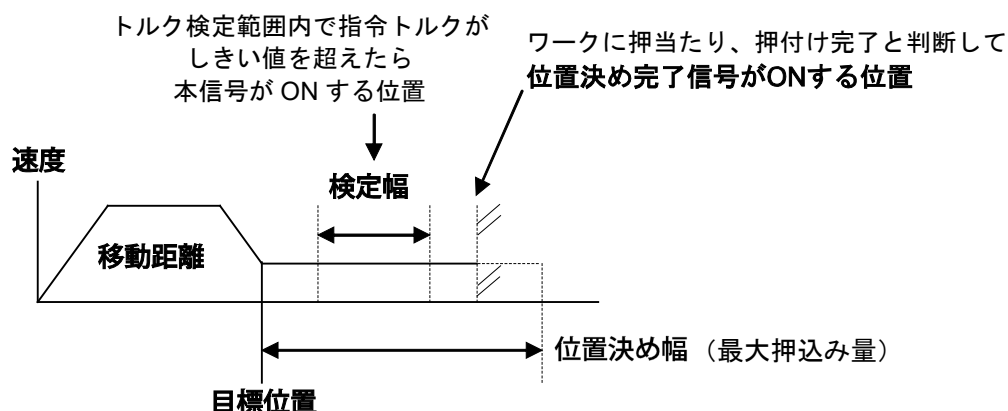 トルク検定範囲内で指令トルクが
しきい値を超えたら
本信号が ON する位置
ワークに押当たり、押付け完了と判断して
位置決め完了信号がONする位置
速度
検定幅
移動距離
位置決め幅（最大押込み量）
目標位置